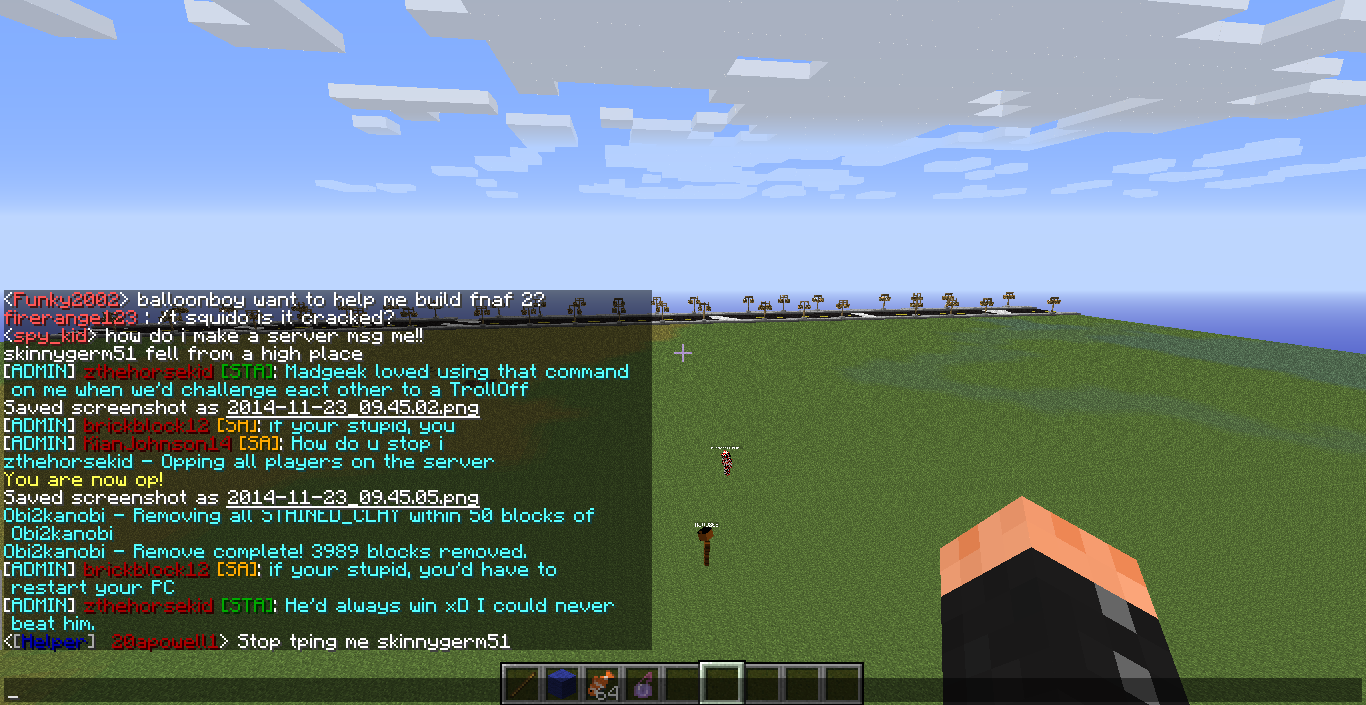 <Funky2002> balloonboy want to help me build fnaf 2?
firerange123 : /t squido is it cracked?
<spy_kid> how do i make a server msg me!!
skinnygerm51 fell from a high place
[ADMIN] zthehorsekid [STA]: Madgeek loved using that command
on me when we'd challenge eact other to a TrollOff
Saved screenshot as 2014-11-23_09.45.02.png
[ADMIN] brickblock12 [SA]: if your stupid, you
[ADMIN] KianJohnson14 [SA]: How do u stop i
zthehorsekid - Opping all players on the server
You are now op!
Saved screenshot as 2014-11-23_09.45.05.png
Obi2kanobi - Removing all STAINED_CLAY within 50 blocks of
Obi2kanobi
Obi2kanobi - Remove complete! 3989 blocks removed.
[ADMIN] brickblock12 [SA]: if your stupid, you'd have to
restart your PC
[ADMIN] zthehorsekid [STA]: He'd always win xD I could never
beat him.
<[Helper] 20apowell1> Stop tping me skinnygerm51
64
_